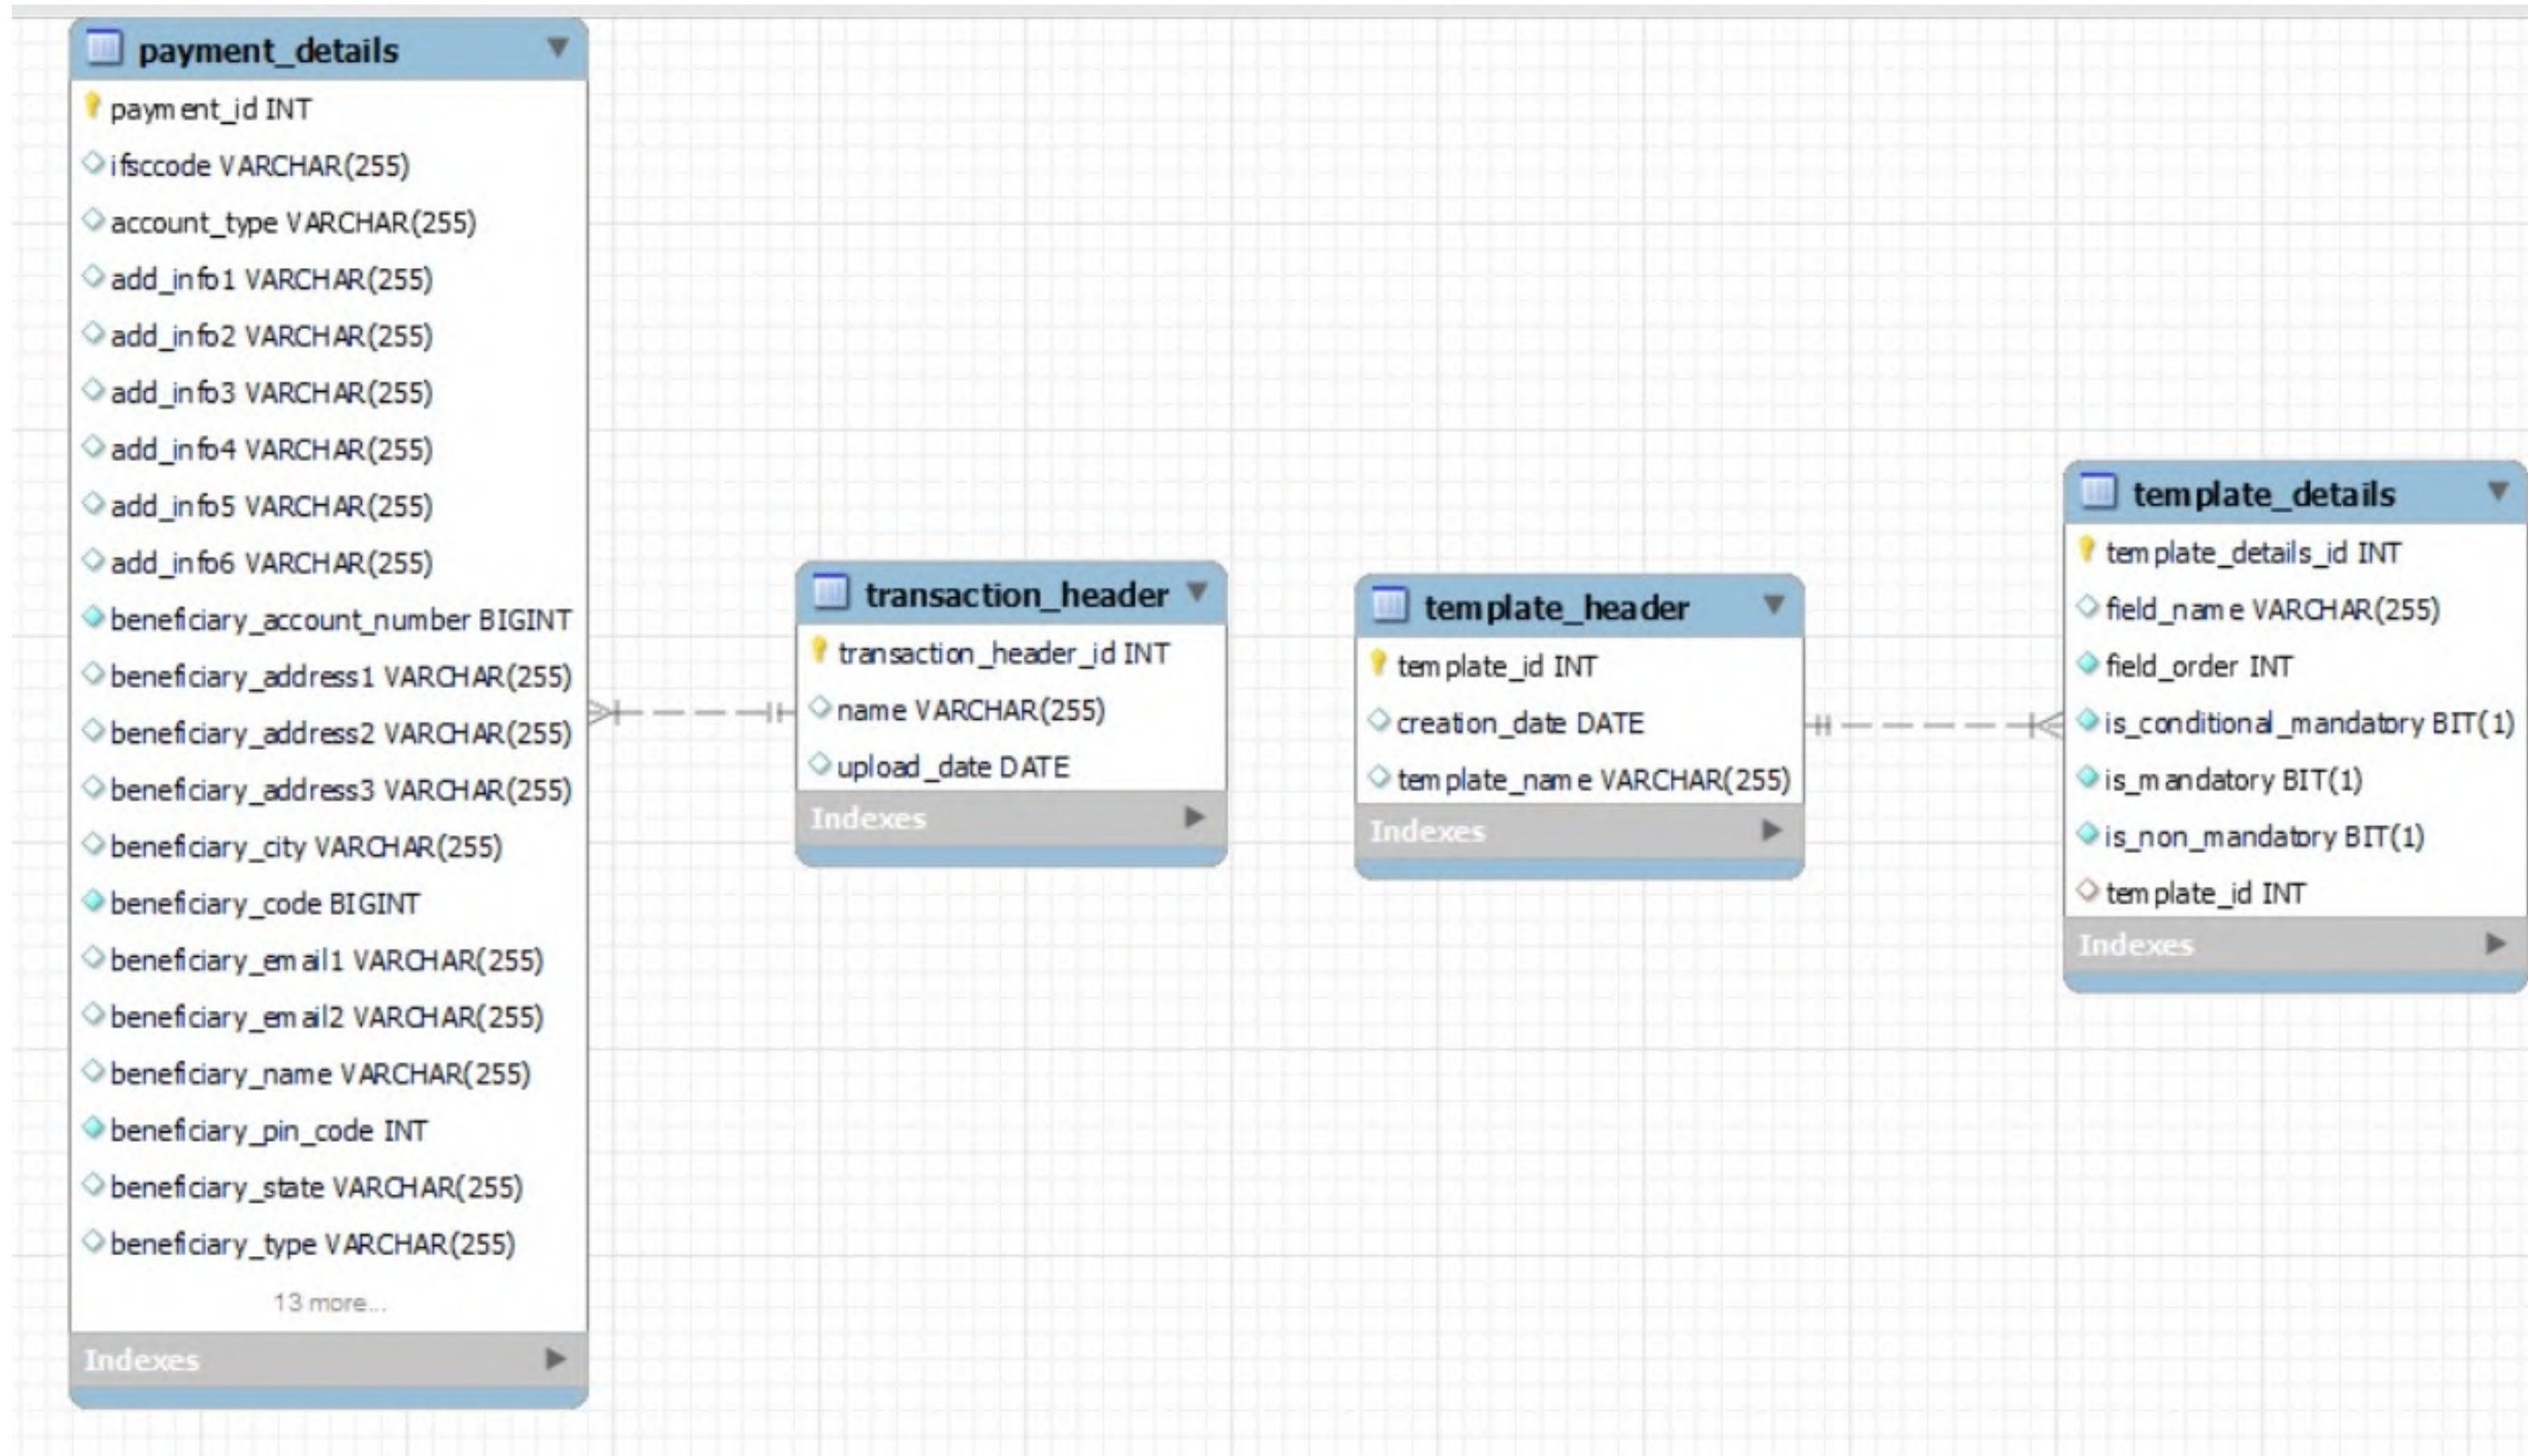 payment_details
payment_id INT
ifsccode VARCHAR(255)
account_type VARCHAR(255)
add_info1 VARCHAR(255)
add_info2 VARCHAR(255)
add_info3 VARCHAR(255)
add_info4 VARCHAR(255)
add_info5 VARCHAR(255)
add_info6 VARCHAR(255)
beneficiary_account_number BIGINT
beneficiary_address1 VARCHAR(255)
beneficiary_address2 VARCHAR(255)
beneficiary_address3 VARCHAR(255)
beneficiary_city VARCHAR(255)
beneficiary_code BIGINT
beneficiary_email1 VARCHAR(255)
beneficiary_email2 VARCHAR(255)
beneficiary_name VARCHAR(255)
beneficiary_pin_code INT
beneficiary_state VARCHAR(255)
beneficiary_type VARCHAR(255)
13 more...
Indexes
transaction_header
transaction_header_id INT
name VARCHAR(255)
upload_date DATE
Indexes
template_header
template_id INT
creation_date DATE
template_name VARCHAR(255)
Indexes
template_details
template_details_id INT
field_name VARCHAR(255)
field_order INT
is_conditional_mandatory BIT(1)
is_mandatory BIT(1)
is_non_mandatory BIT(1)
template_id INT
Indexes